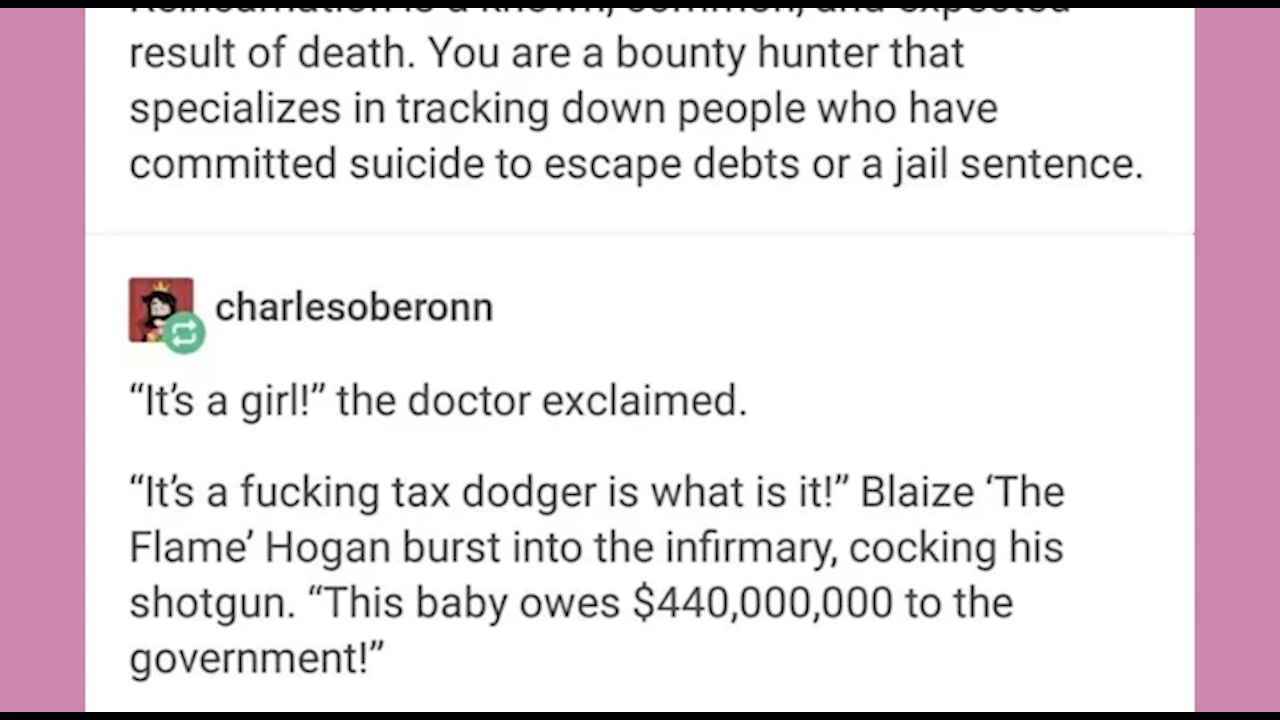 result of death. You are a bounty hunter that
specializes in tracking down people who have
committed suicide to escape debts or a jail sentence.
charlesoberonn
“It’s a girl!” the doctor exclaimed.
“It’s a fucking tax dodger is what is it!” Blaize ‘The
Flame’ Hogan burst into the infirmary, cocking his
shotgun. “This baby owes $440,000,000 to the
government!”